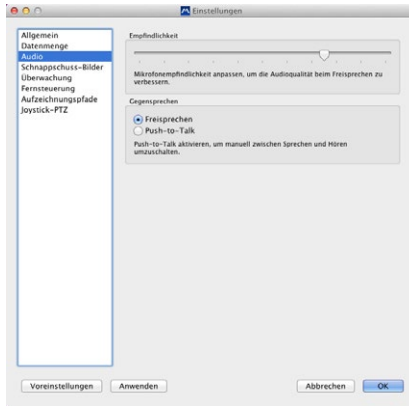 Einstellungen
Allgemein
Datenmenge
Audio
Schnappschuss-Bilder
Überwachung
Fernsteuerung
Aufzeichnungspfade
Joystick-PTZ
Empfindlichkeit
Mikrofonempfindlichkeit anpassen, um die Audioqualität beim Freisprechen zu
verbessern.
Gegensprechen
Freisprechen
Push-to-Talk
Push-to-Talk aktivieren, um manuell zwischen Sprechen und Hören
umzuschalten.
Voreinstellungen
Anwenden
Abbrechen
OK